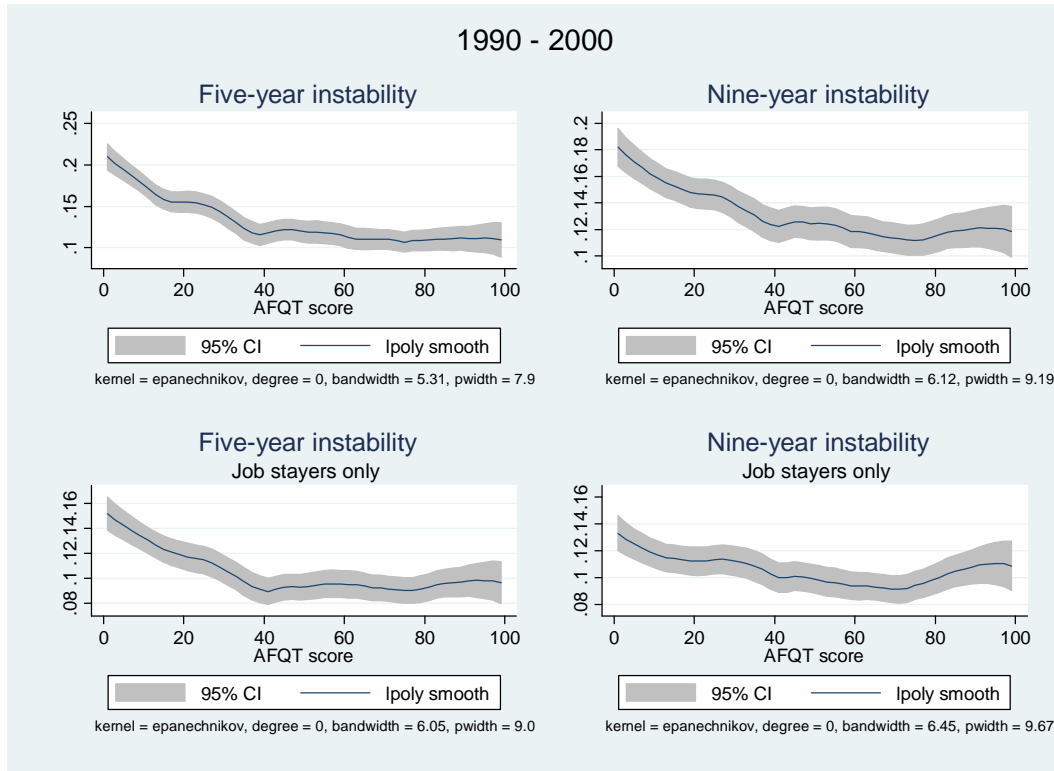 1990 - 2000
Five-year instability
.25
.2
.15
.1
0 20 40 60 80 100
AFQT score
95% CI lpoly smooth
kernel = epanechnikov, degree = 0, bandwidth = 5.31, pwidth = 7.9
Nine-year instability
.2
.18
.16
.14
.12
.1
0 20 40 60 80 100
AFQT score
95% CI lpoly smooth
kernel = epanechnikov, degree = 0, bandwidth = 6.12, pwidth = 9.19
Five-year instability
Job stayers only
.16
.14
.12
.1
.08
0 20 40 60 80 100
AFQT score
95% CI lpoly smooth
kernel = epanechnikov, degree = 0, bandwidth = 6.05, pwidth = 9.0
Nine-year instability
Job stayers only
.16
.14
.12
.1
.08
0 20 40 60 80 100
AFQT score
95% CI lpoly smooth
kernel = epanechnikov, degree = 0, bandwidth = 6.45, pwidth = 9.67